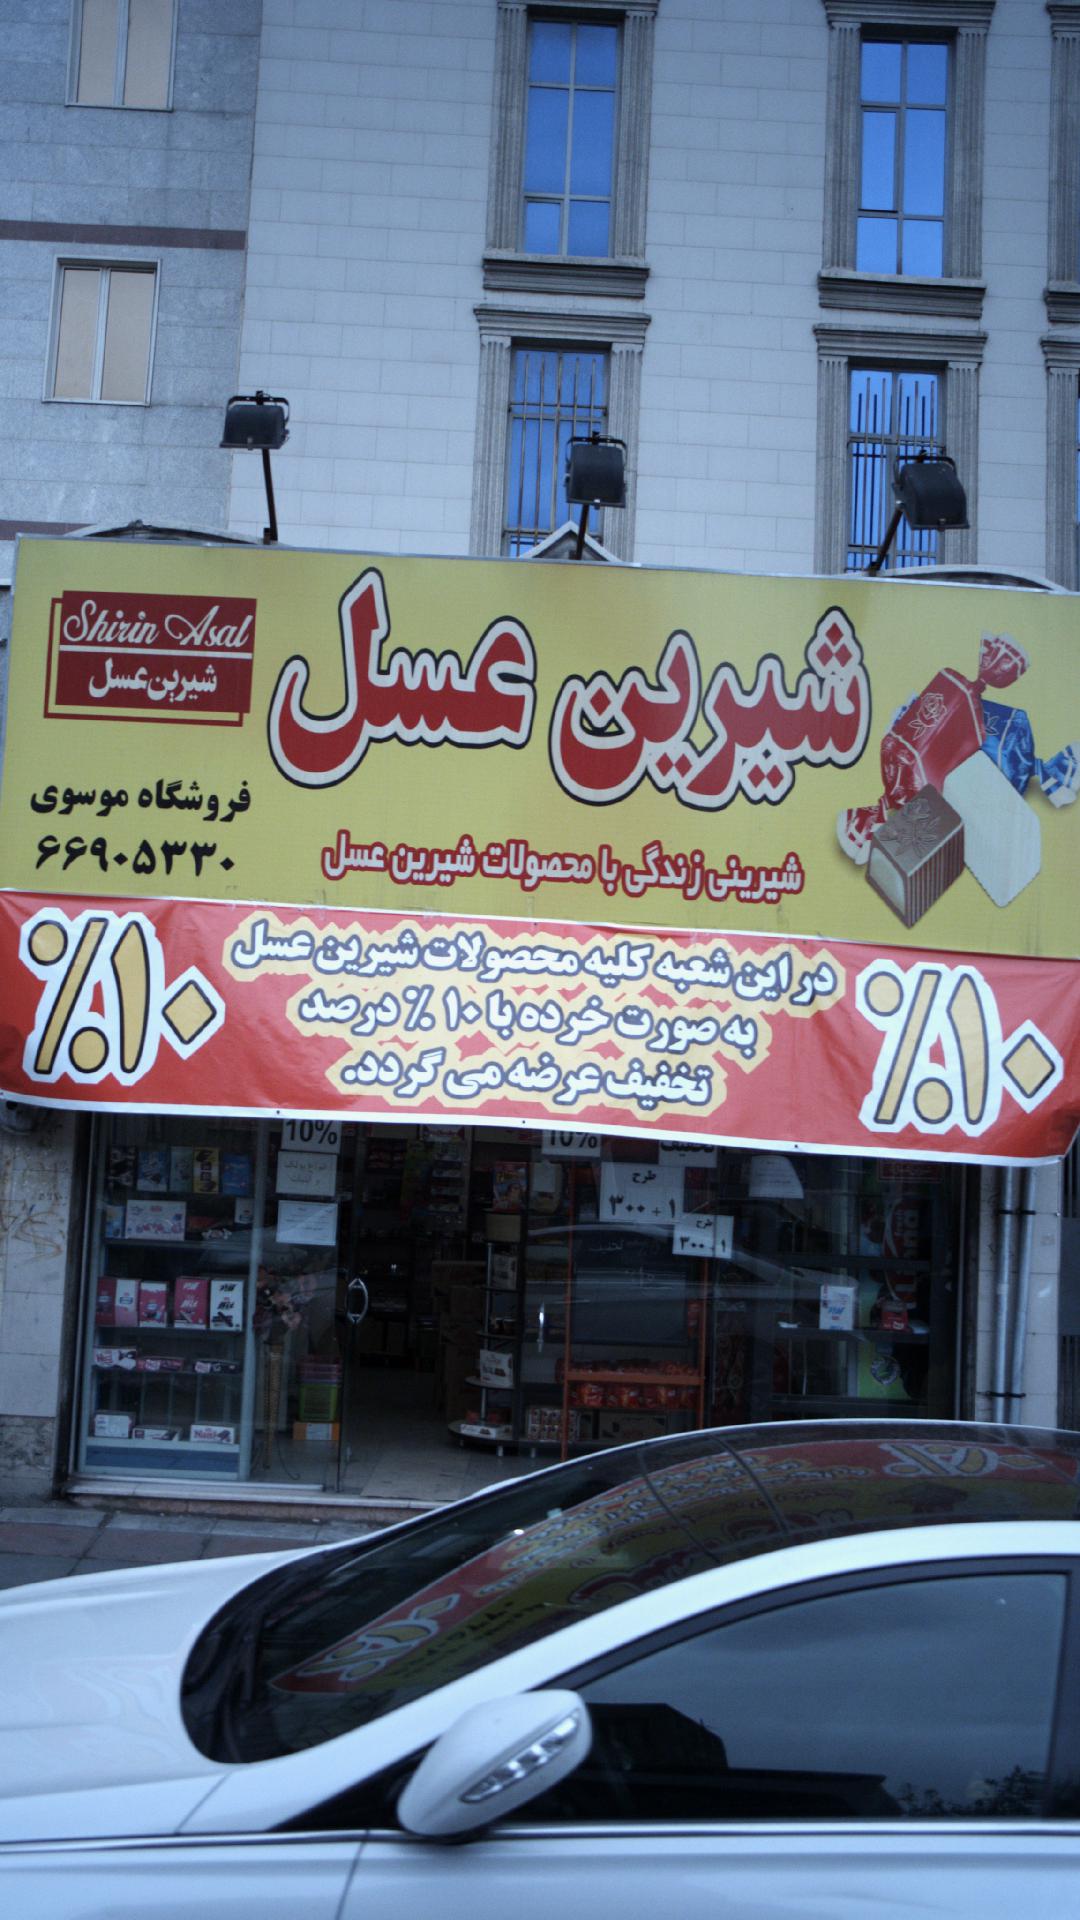 Shirin Asal
شیرین‌عسل
شیرین عسل
فروشگاه موسوی
۶۶۹۰۵۳۳۰
شیرینی زندگی با محصولات شیرین عسل
٪۱۰
در این شعبه کلیه محصولات شیرین عسل
به صورت خرده با ۱۰ ٪ درصد
تخفیف عرضه می گردد.
٪۱۰
10%
10%
تخفیف
طرح
۳۰۰+۱
طرح
۳۰۰+۱